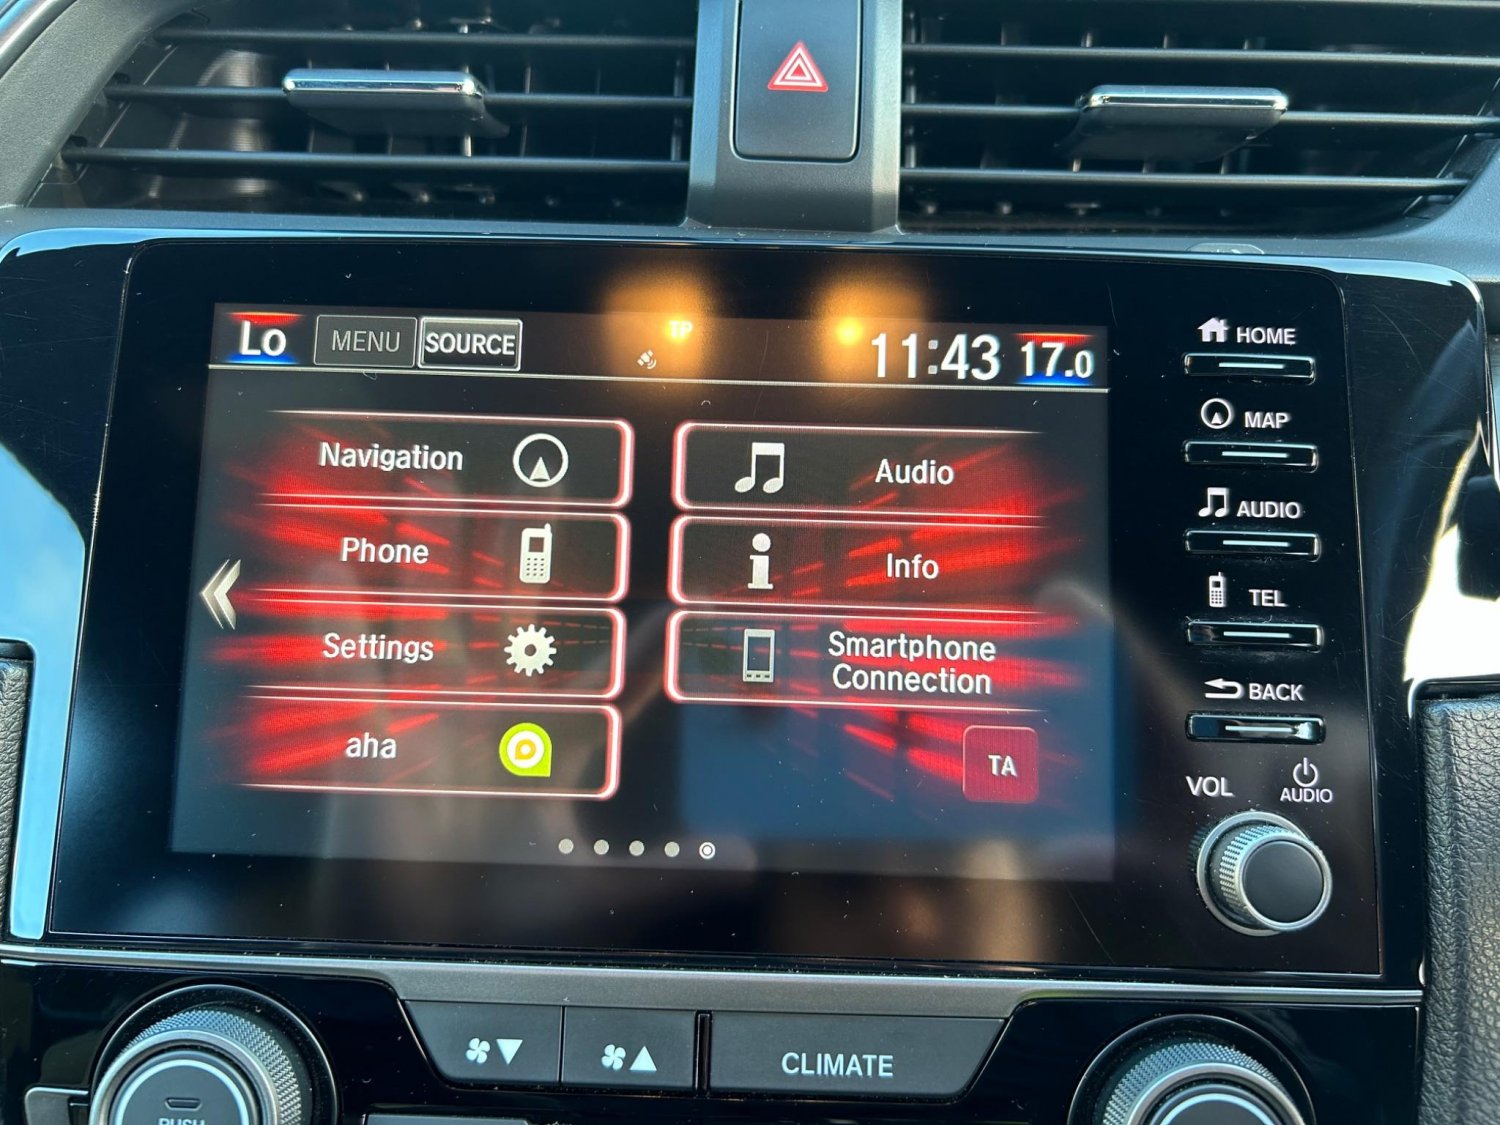 Lo
MENU
SOURCE
TP
11:43
17.0
Navigation
Audio
Phone
Info
Settings
Smartphone
Connection
aha
TA
HOME
MAP
AUDIO
TEL
BACK
VOL
AUDIO
CLIMATE
PUSH